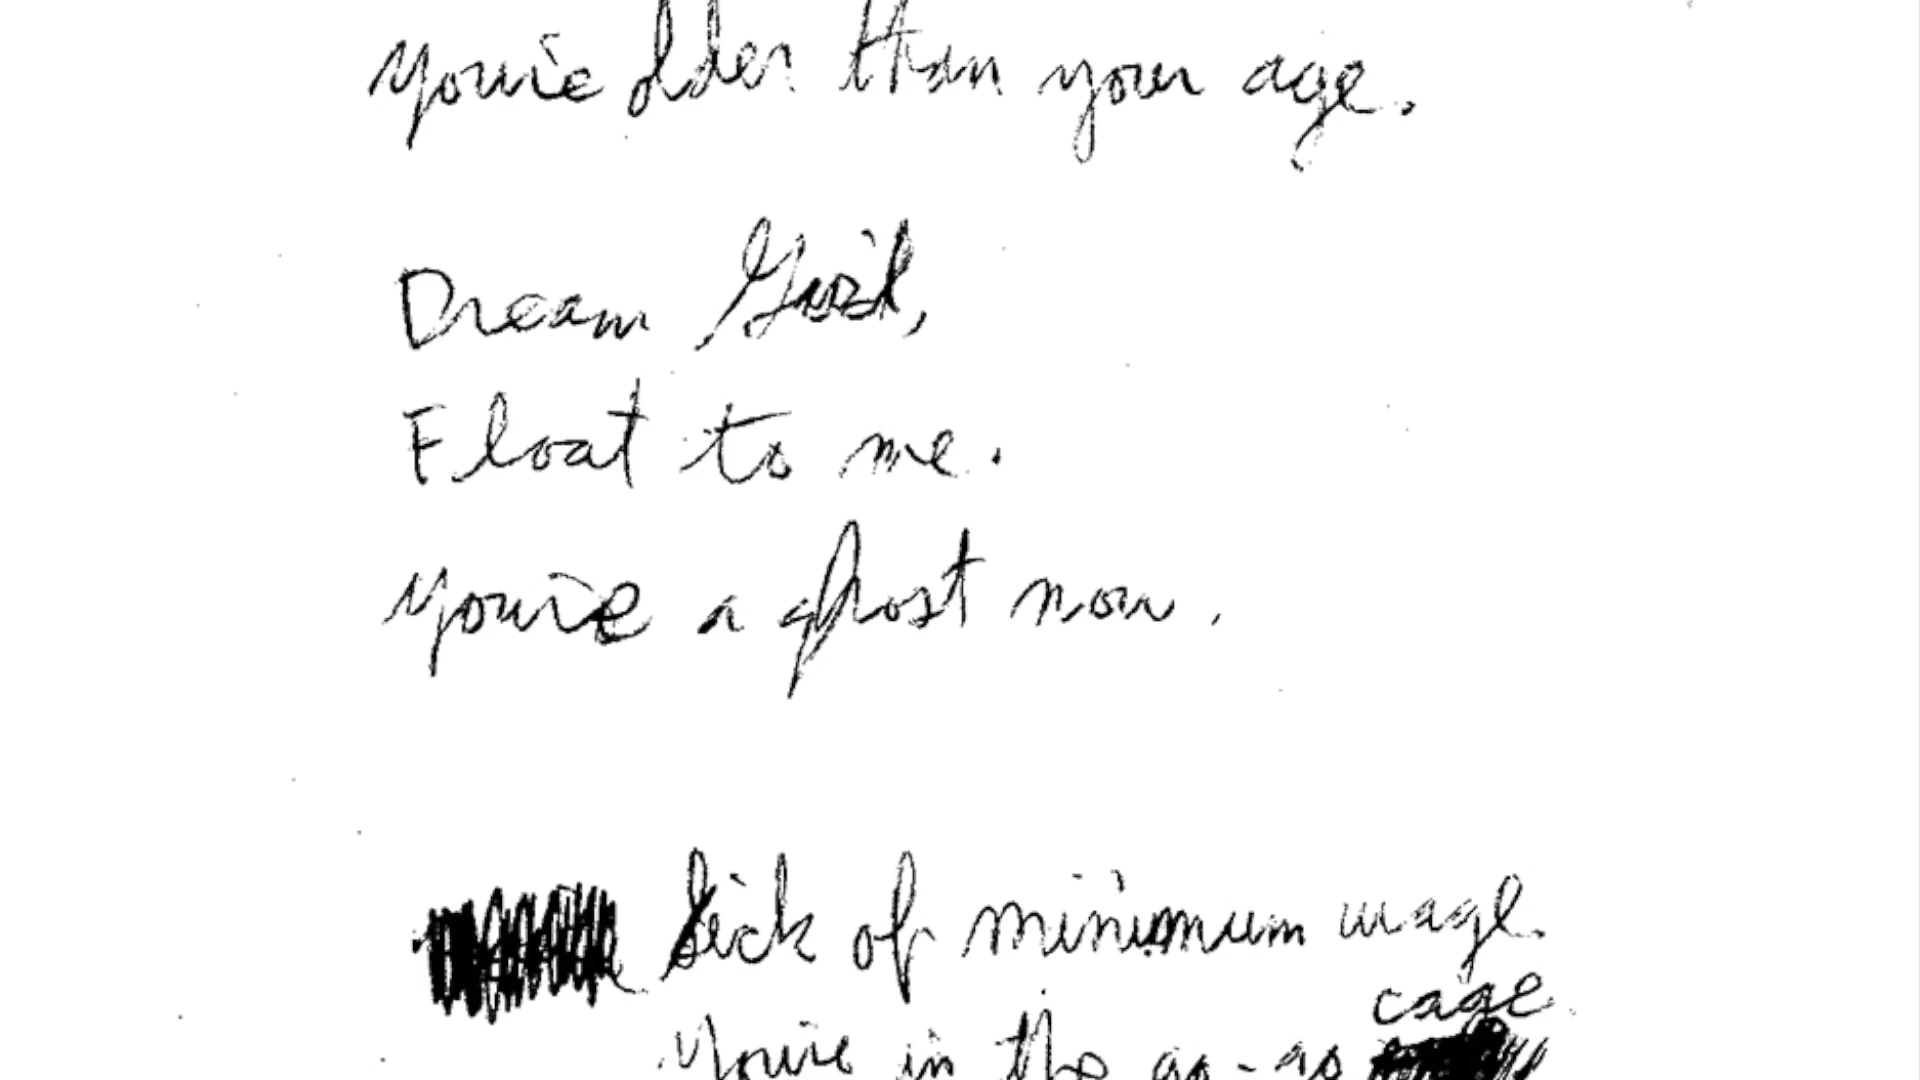 You're older than your age.
Dream Girl,
Float to me.
You're a ghost now.
Sick of minimum wage.
cage
You're in the go-go